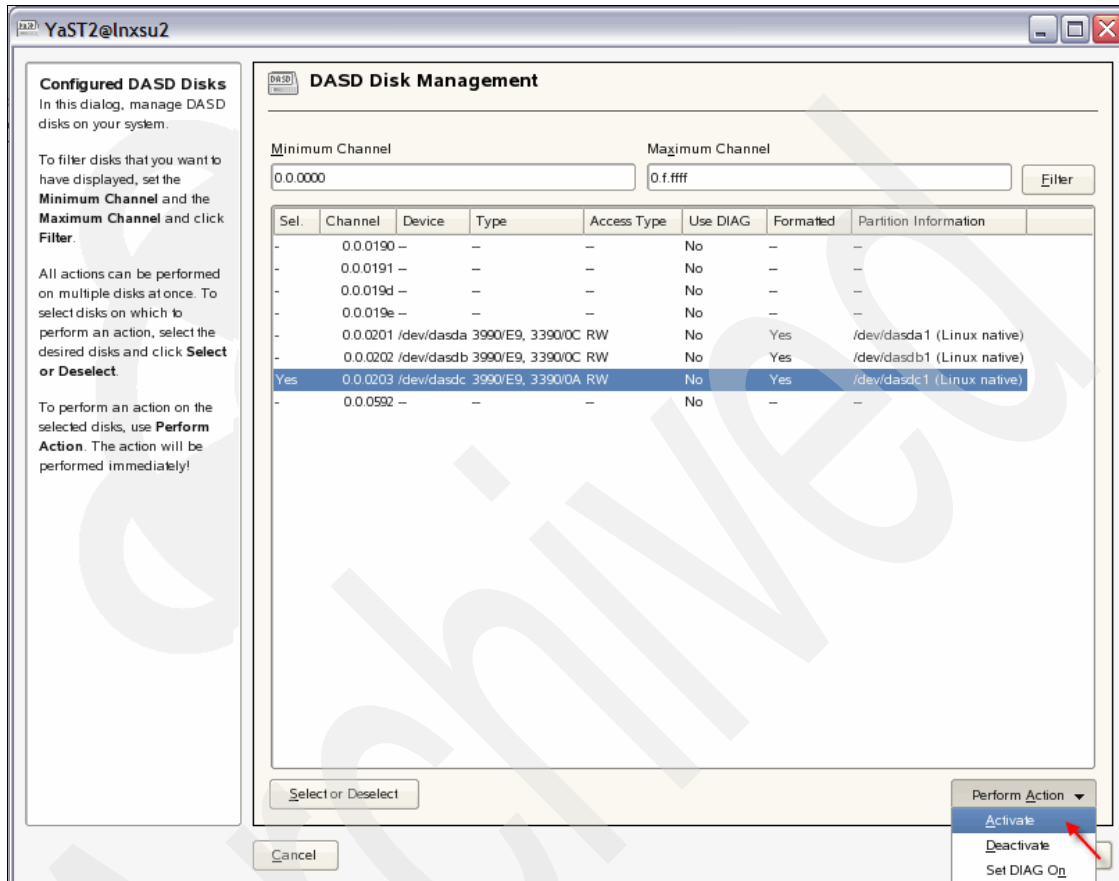 YaST2@lnxsu2
Configured DASD Disks
In this dialog, manage DASD
disks on your system.
To filter disks that you want to
have displayed, set the
Minimum Channel and the
Maximum Channel and click
Filter.
All actions can be performed
on multiple disks at once. To
select disks on which to
perform an action, select the
desired disks and click Select
or Deselect.
To perform an action on the
selected disks, use Perform
Action. The action will be
performed immediately!
DASD
DASD Disk Management
Minimum Channel Maximum Channel
0.0.0000 0.f.ffff Filter
Sel. Channel Device Type Access Type Use DIAG Formatted Partition Information
- 0.0.0190 -- -- -- No -- --
- 0.0.0191 -- -- -- No -- --
- 0.0.019d -- -- -- No -- --
- 0.0.019e -- -- -- No -- --
- 0.0.0201 /dev/dasda 3990/E9, 3390/0C RW No Yes /dev/dasda1 (Linux native)
- 0.0.0202 /dev/dasdb 3990/E9, 3390/0C RW No Yes /dev/dasdb1 (Linux native)
Yes 0.0.0203 /dev/dasdc 3990/E9, 3390/0A RW No Yes /dev/dasdc1 (Linux native)
- 0.0.0592 -- -- -- No -- --
Select or Deselect Perform Action
Activate
Deactivate
Set DIAG On
Cancel
Archived